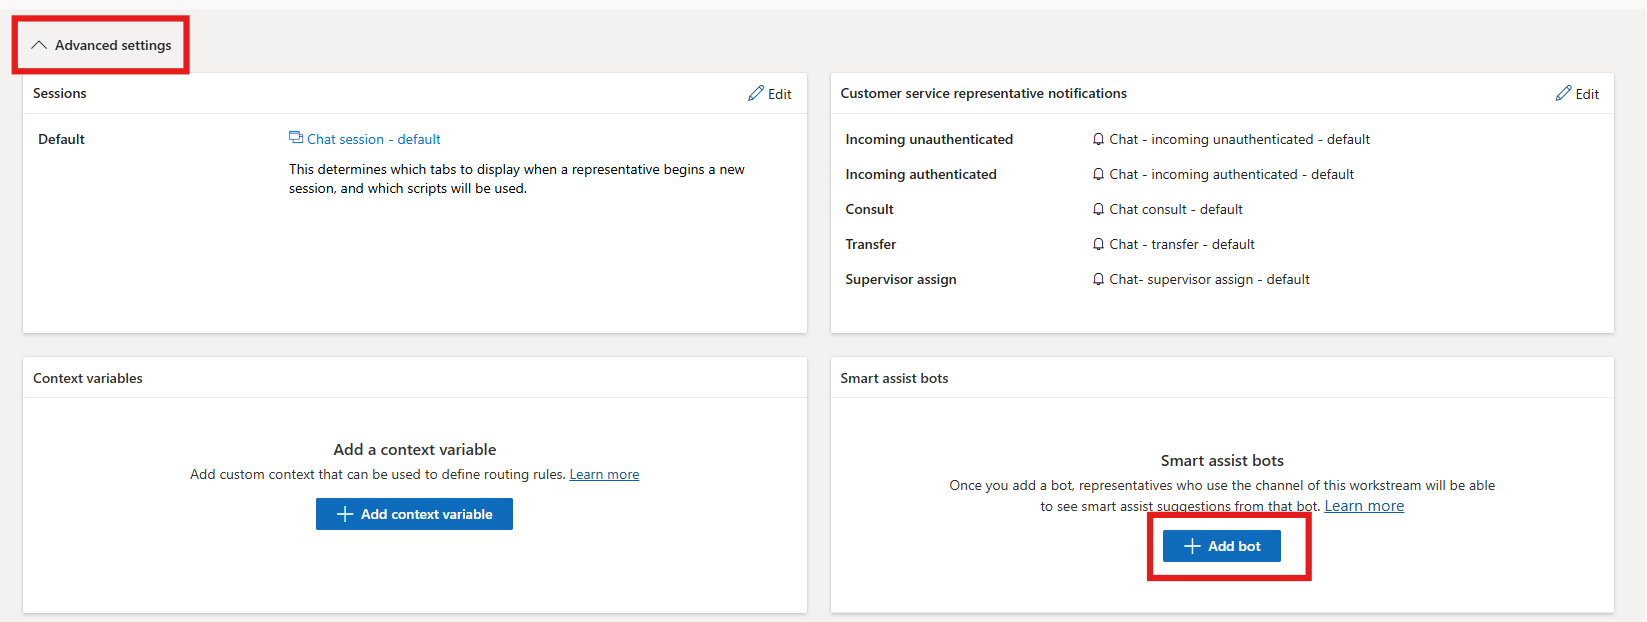 Advanced settings
Sessions
Edit
Default
Chat session - default
This determines which tabs to display when a representative begins a new
session, and which scripts will be used.
Customer service representative notifications
Edit
Incoming unauthenticated
Chat - incoming unauthenticated - default
Incoming authenticated
Chat - incoming authenticated - default
Consult
Chat consult - default
Transfer
Chat - transfer - default
Supervisor assign
Chat- supervisor assign - default
Context variables
Add a context variable
Add custom context that can be used to define routing rules. Learn more
Add context variable
Smart assist bots
Smart assist bots
Once you add a bot, representatives who use the channel of this workstream will be able
to see smart assist suggestions from that bot. Learn more
Add bot